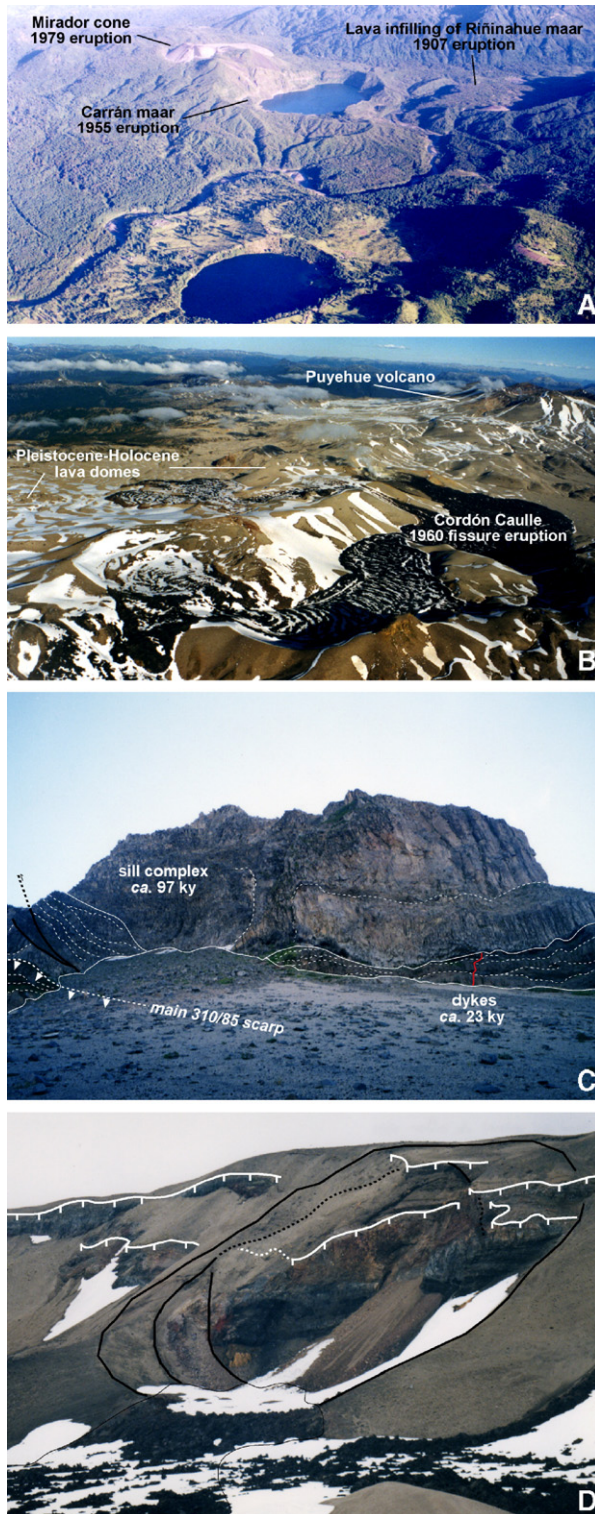 Mirador cone
1979 eruption
Lava infilling of Riñinahue maar
1907 eruption
Carrán maar
1955 eruption
A
Puyehue volcano
Pleistocene-Holocene
lava domes
Cordón Caulle
1960 fissure eruption
B
sill complex
ca. 97 ky
main 310/85 scarp
dykes
ca. 23 ky
C
D